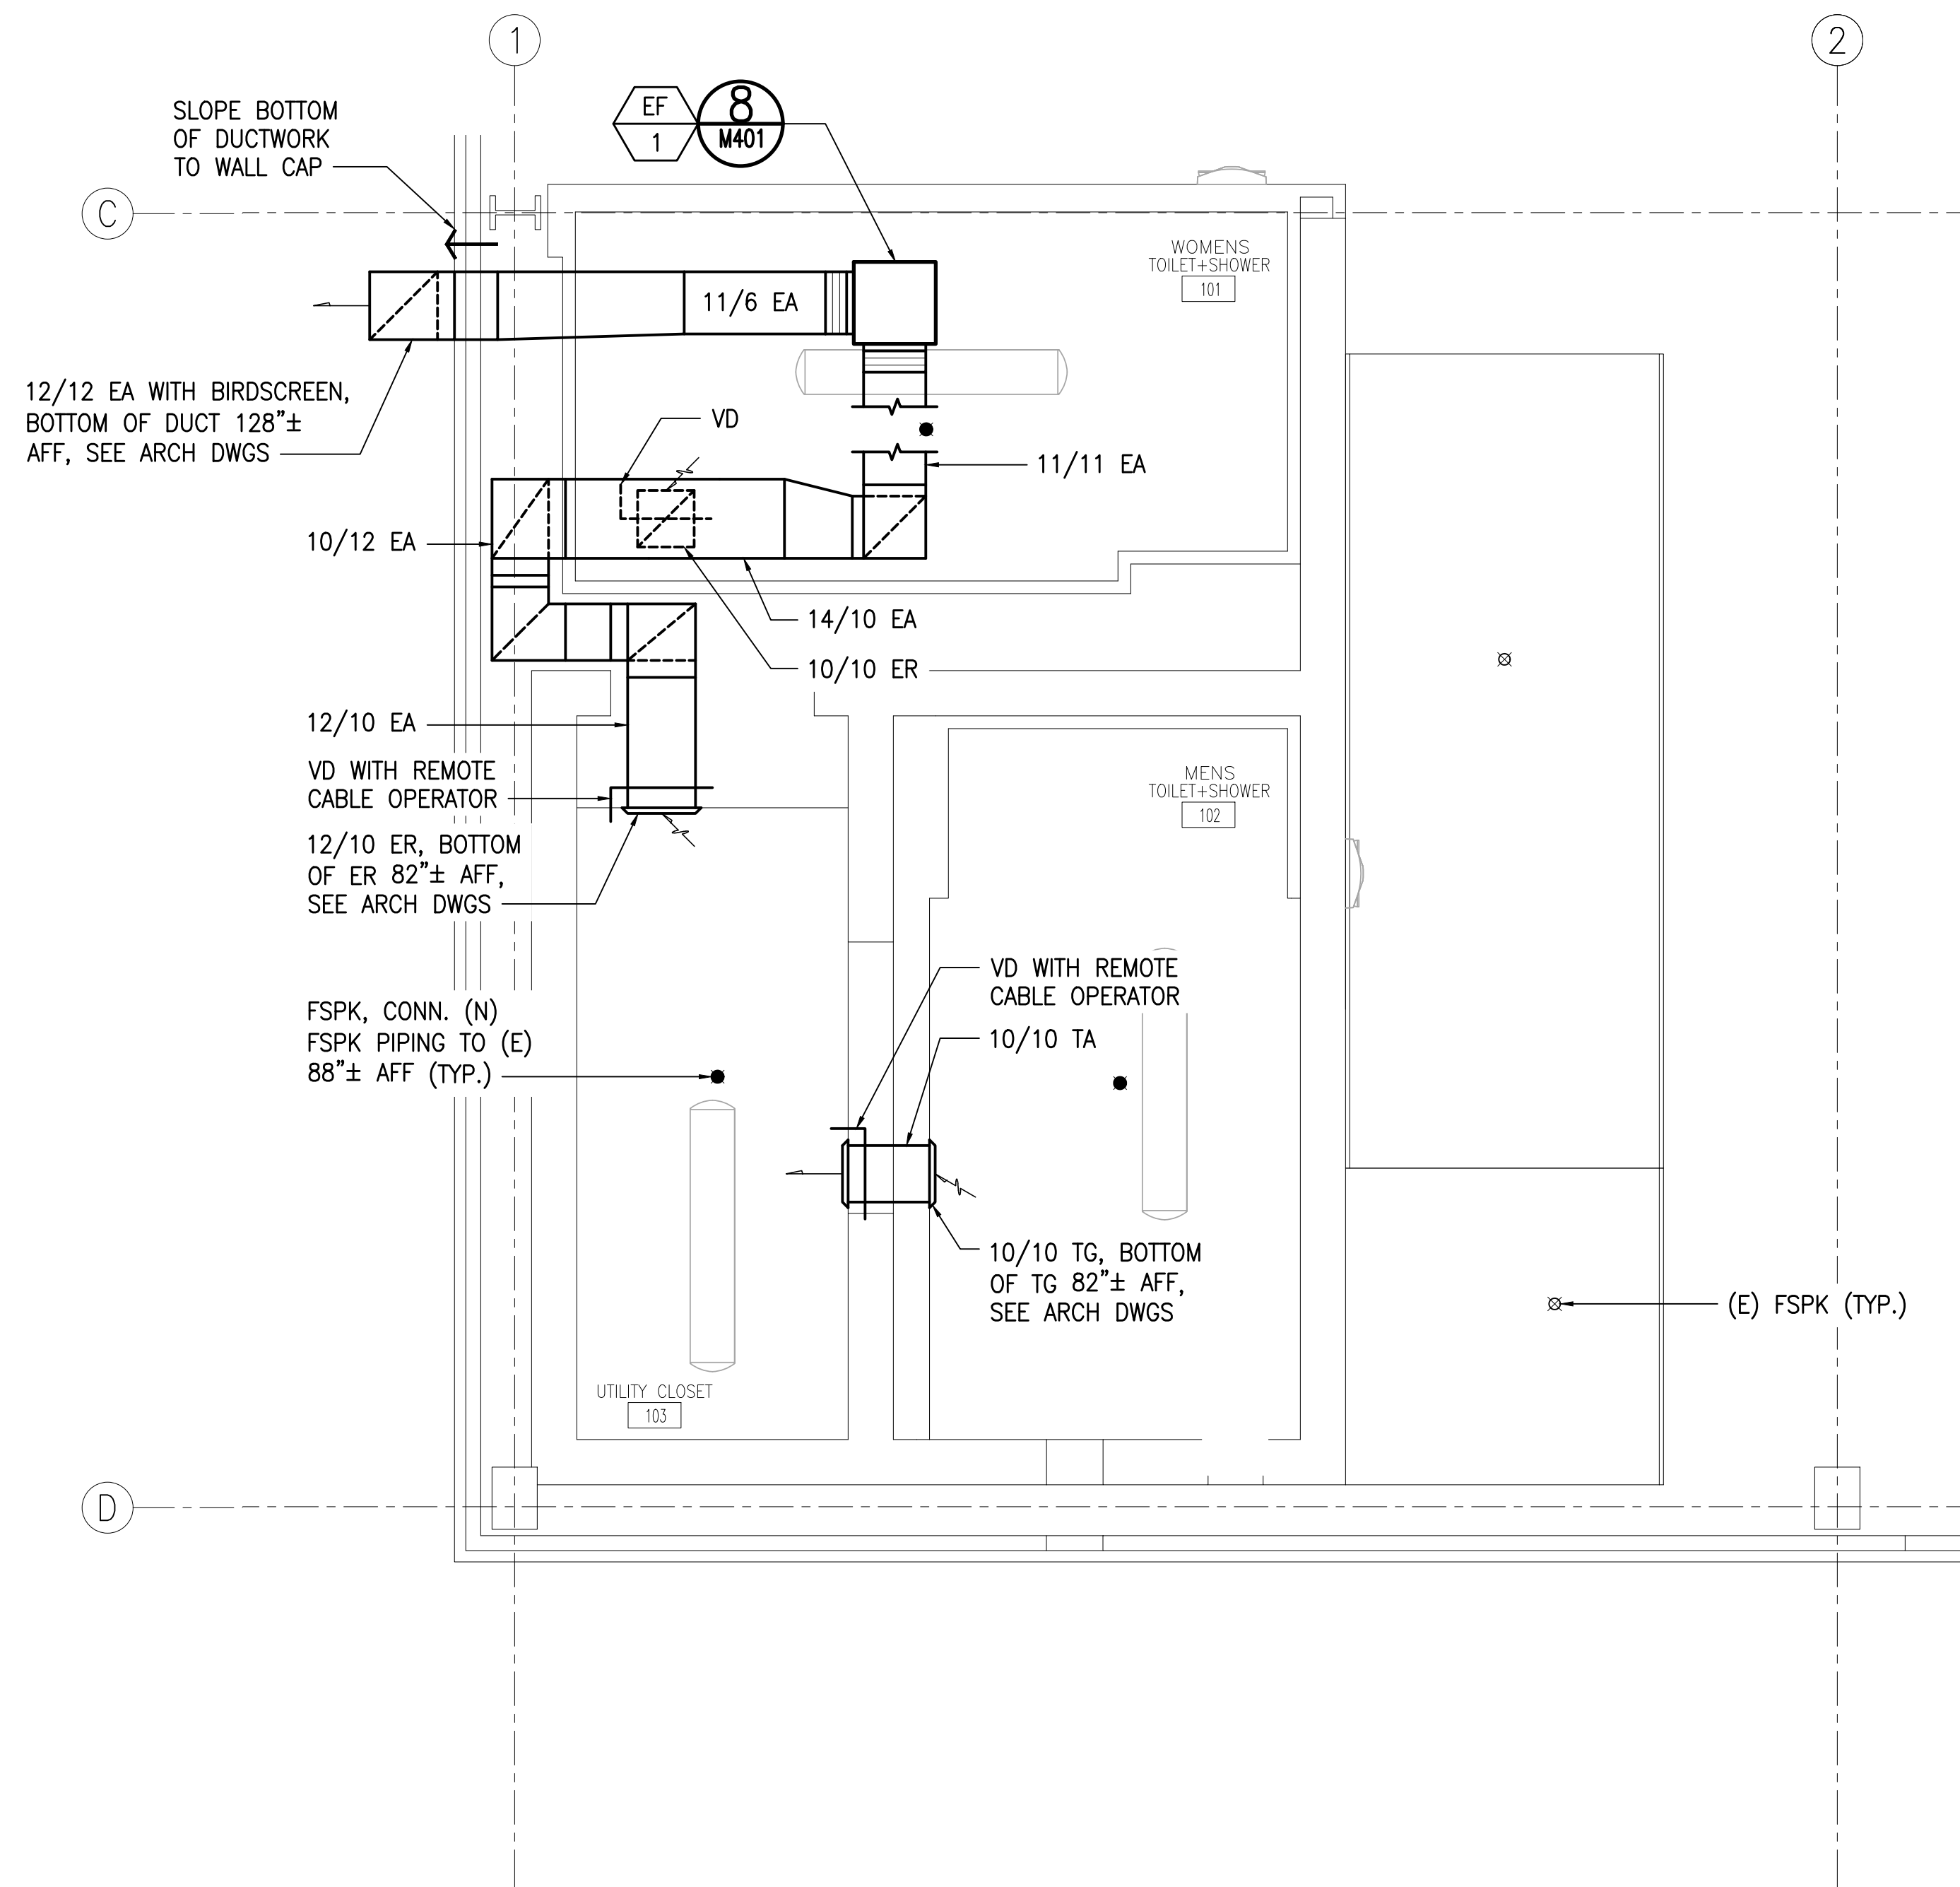 1
2
SLOPE BOTTOM
OF DUCTWORK
TO WALL CAP
EF
1
8
M401
C
WOMENS
TOILET+SHOWER
101
11/6 EA
12/12 EA WITH BIRDSCREEN,
BOTTOM OF DUCT 128"±
AFF, SEE ARCH DWGS
VD
11/11 EA
10/12 EA
14/10 EA
10/10 ER
12/10 EA
VD WITH REMOTE
CABLE OPERATOR
MENS
TOILET+SHOWER
102
12/10 ER, BOTTOM
OF ER 82"± AFF,
SEE ARCH DWGS
VD WITH REMOTE
CABLE OPERATOR
FSPK, CONN. (N)
FSPK PIPING TO (E)
88"± AFF (TYP.)
10/10 TA
10/10 TG, BOTTOM
OF TG 82"± AFF,
SEE ARCH DWGS
(E) FSPK (TYP.)
UTILITY CLOSET
103
D